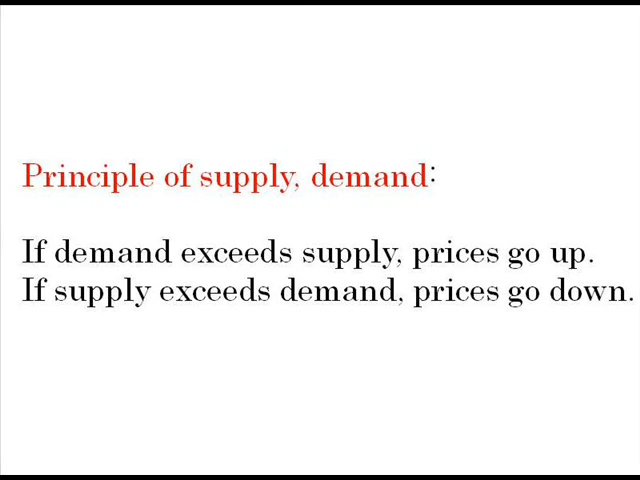 Principle of supply, demand:
If demand exceeds supply, prices go up.
If supply exceeds demand, prices go down.